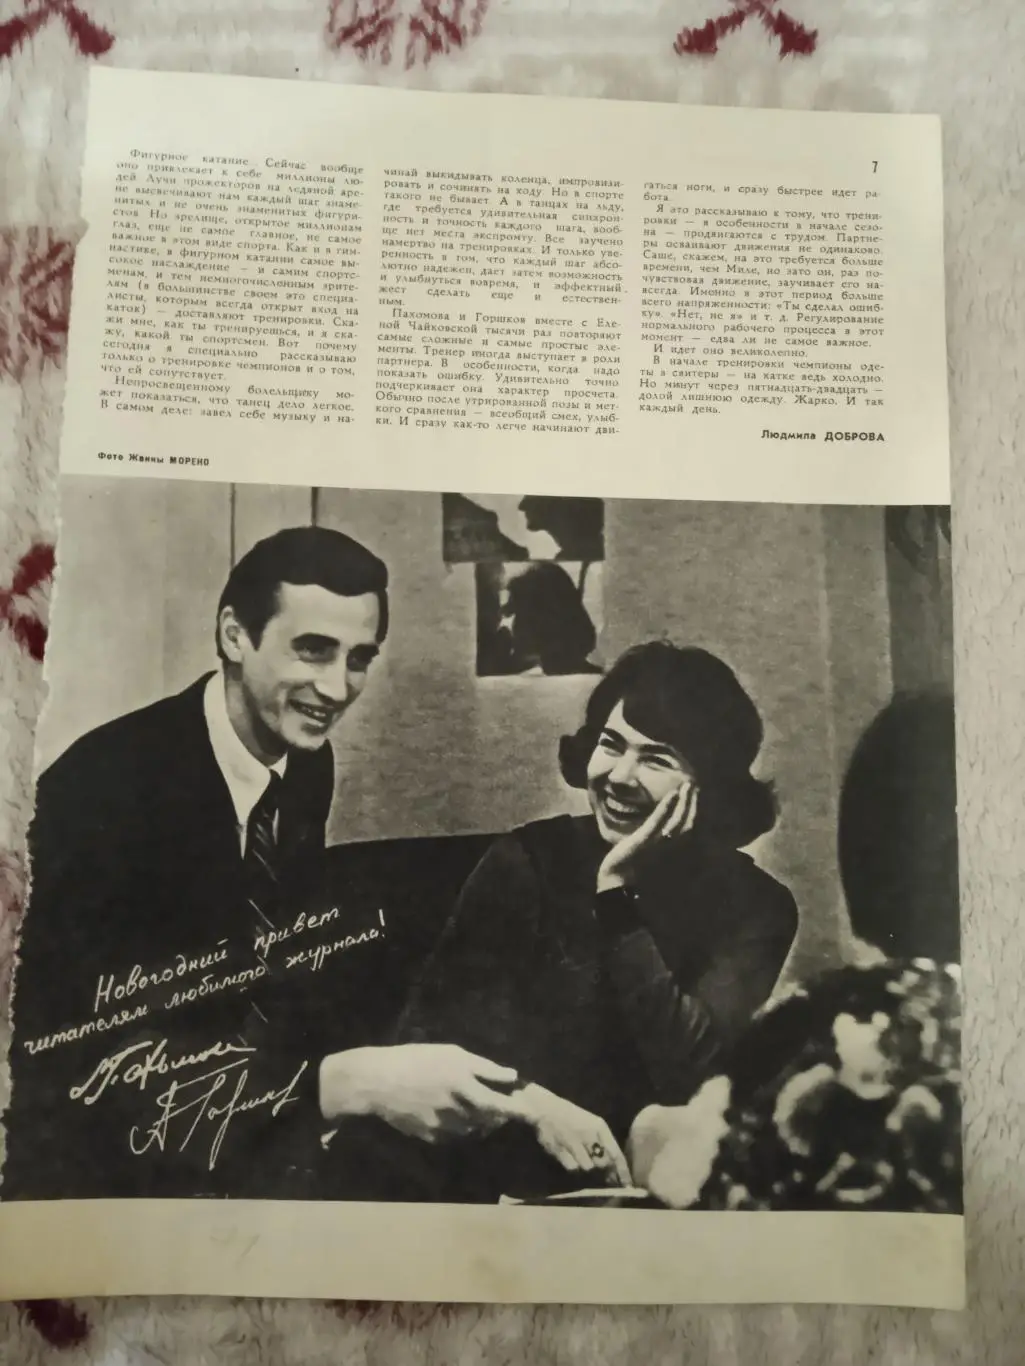 7
Фигурное катание... Сейчас вообще
оно привлекает к себе миллионы лю-
дей. Лучи прожекторов на ледяной аре-
не высвечивают нам каждый шаг знаме-
нитых и не очень знаменитых фигури-
стов. Но зрелище, открытое миллионам
глаз, еще не самое главное, не самое
важное в этом виде спорта. Как и в гим-
настике, в фигурном катании самое вы-
сокое наслаждение — и самим спортс-
менам, и тем немногочисленным зрите-
лям (в большинстве своем это специа-
листы, которым всегда открыт вход на
каток) — доставляют тренировки. Ска-
жи мне, как ты тренируешься, и я ска-
жу, какой ты спортсмен. Вот почему
сегодня я специально рассказываю
только о тренировке чемпионов и о том,
что ей сопутствует.
Непросвещенному болельщику мо-
жет показаться, что танец дело легкое.
В самом деле: завел себе музыку и на-
чинай выкидывать коленца, импровизи-
ровать и сочинять на ходу. Но в спорте
такого не бывает. А в танцах на льду,
где требуется удивительная синхрон-
ность и точность каждого шага, вооб-
ще нет места экспромту. Все заучено
намертво на тренировках. И только уве-
ренность в том, что каждый шаг абсо-
лютно надежен, дает затем возможность
и улыбнуться вовремя, и эффектный
жест сделать еще и естествен-
ным.
Пахомова и Горшков вместе с Еле-
ной Чайковской тысячи раз повторяют
самые сложные и самые простые эле-
менты. Тренер иногда выступает в роли
партнера. В особенности, когда надо
показать ошибку. Удивительно точно
подчеркивает она характер просчета.
Обычно после утрированной позы и мет-
кого сравнения — всеобщий смех, улыб-
ки. И сразу как-то легче начинают дви-
гаться ноги, и сразу быстрее идет ра-
бота.
Я это рассказываю к тому, что трени-
ровки — в особенности в начале сезо-
на — продвигаются с трудом. Партне-
ры осваивают движения не одинаково.
Саше, скажем, на это требуется больше
времени, чем Миле, но зато он, раз по-
чувствовав движение, заучивает его на-
всегда. Именно в этот период больше
всего напряженности: «Ты сделал ошиб-
ку». «Нет, не я» и т. д. Регулирование
нормального рабочего процесса в этот
момент — едва ли не самое важное.
И идет оно великолепно.
В начале тренировки чемпионы оде-
ты в свитеры — на катке ведь холодно.
Но минут через пятнадцать-двадцать —
долой лишнюю одежду. Жарко. И так
каждый день.
Людмила ДОБРОВА
Фото Жанны МОРЕНО
Новогодний привет
читателям любимого журнала!
Пахомова
А Горшков